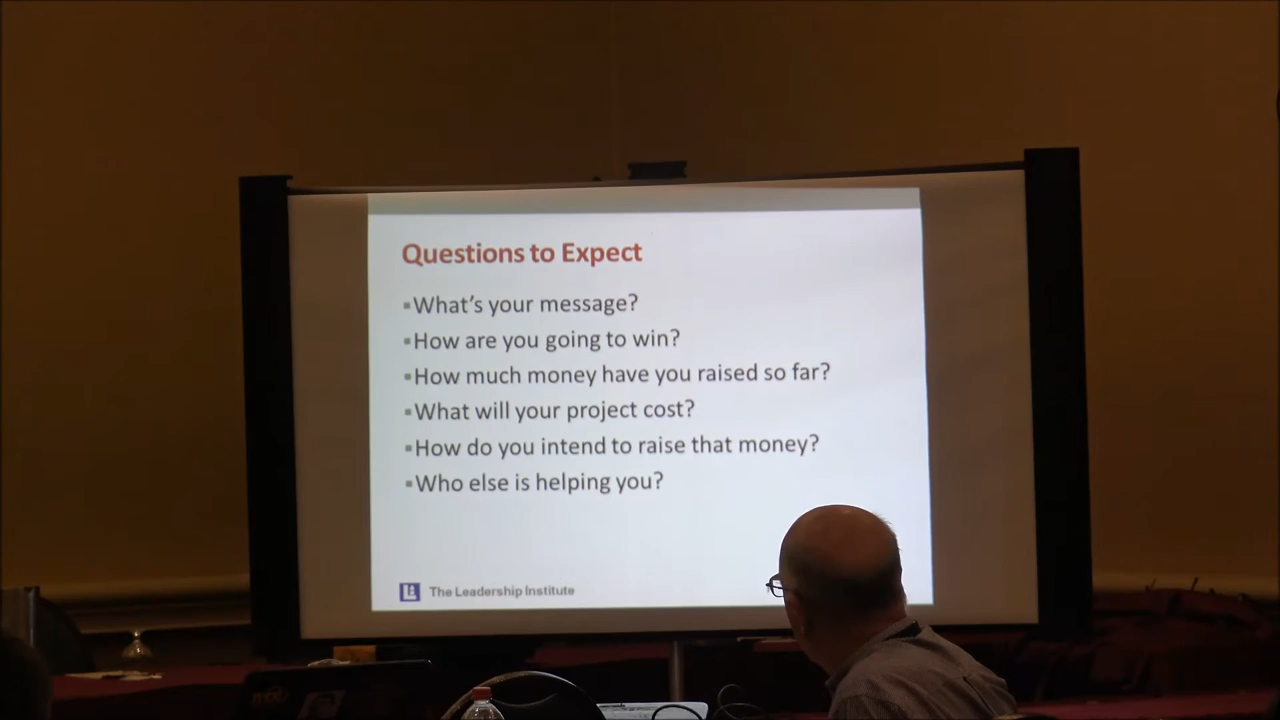 Questions to Expect
▪What's your message?
▪How are you going to win?
▪How much money have you raised so far?
▪What will your project cost?
▪How do you intend to raise that money?
▪Who else is helping you?
The Leadership Institute